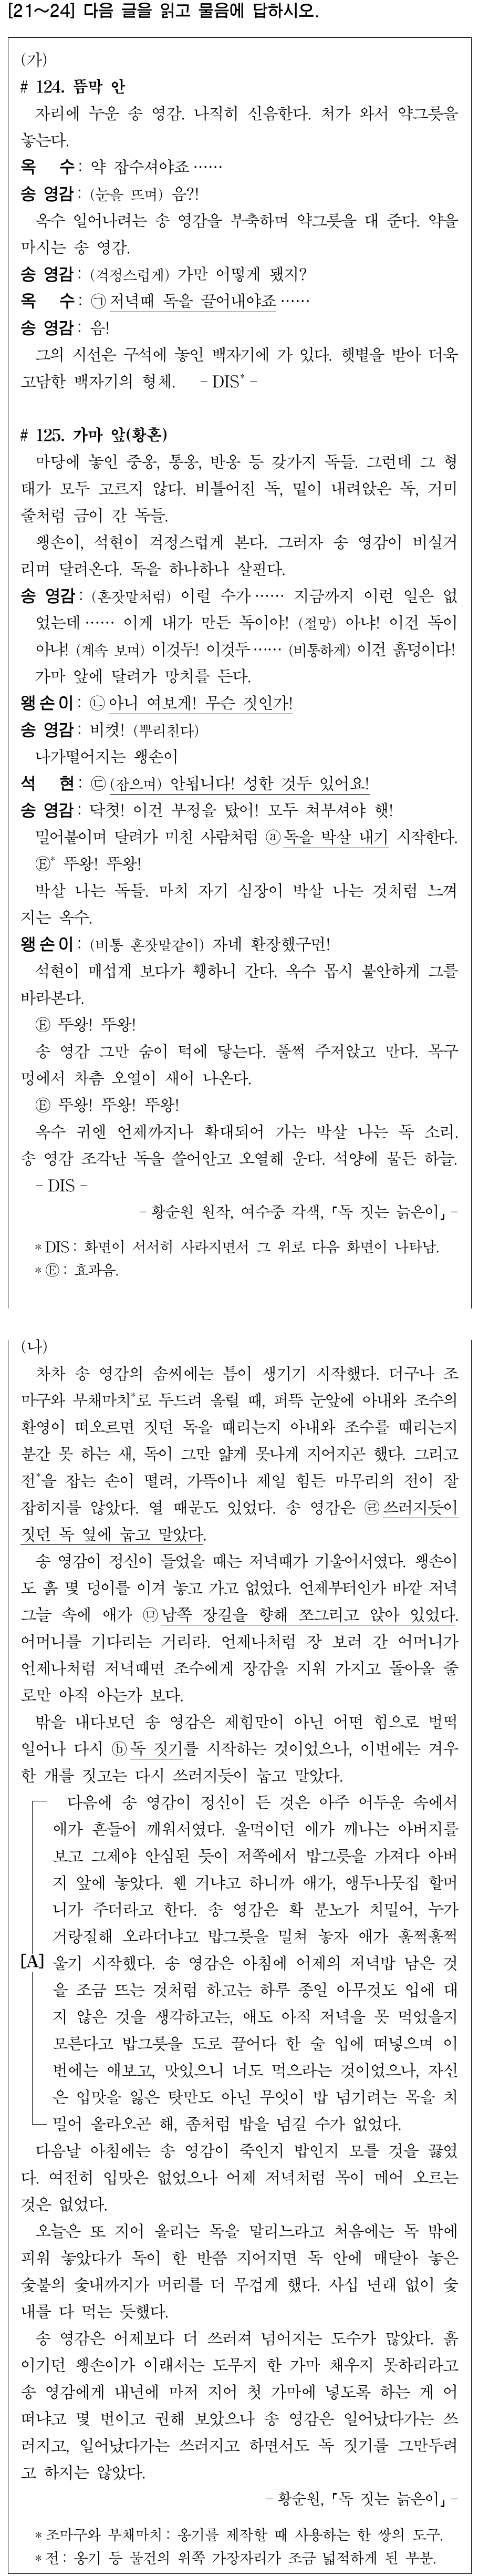 [21～24] 다음 글을 읽고 물음에 답하시오.
(가)
# 124. 뜸막 안
자리에 누운 송 영감. 나직히 신음한다. 처가 와서 약그릇을
놓는다.
옥 수 : 약 잡수셔야죠 ……
송 영감 : (눈을 뜨며) 음?!
옥수 일어나려는 송 영감을 부축하며 약그릇을 대 준다. 약을
마시는 송 영감.
송 영감 : (걱정스럽게) 가만 어떻게 됐지?
옥 수 : ㉠ 저녁때 독을 끌어내야죠 ……
송 영감 : 음!
그의 시선은 구석에 놓인 백자기에 가 있다. 햇볕을 받아 더욱
고담한 백자기의 형체. - DIS* -
# 125. 가마 앞(황혼)
마당에 놓인 중옹, 통옹, 반옹 등 갖가지 독들. 그런데 그 형
태가 모두 고르지 않다. 비틀어진 독, 밑이 내려앉은 독, 거미
줄처럼 금이 간 독들.
왱손이, 석현이 걱정스럽게 본다. 그러자 송 영감이 비실거
리며 달려온다. 독을 하나하나 살핀다.
송 영감 : (혼잣말처럼) 이럴 수가 …… 지금까지 이런 일은 없
었는데 …… 이게 내가 만든 독이야! (절망) 아냐! 이건 독이
아냐! (계속 보며) 이것두! 이것두 …… (비통하게) 이건 흙덩이다!
가마 앞에 달려가 망치를 든다.
왱손이 : ㉡ 아니 여보게! 무슨 짓인가!
송 영감 : 비켯! (뿌리친다)
나가떨어지는 왱손이
석 현 : ㉢ (잡으며) 안됩니다! 성한 것두 있어요!
송 영감 : 닥쳣! 이건 부정을 탔어! 모두 쳐부셔야 햇!
밀어붙이며 달려가 미친 사람처럼 ⓐ 독을 박살 내기 시작한다.
Ⓔ* 뚜왕! 뚜왕!
박살 나는 독들. 마치 자기 심장이 박살 나는 것처럼 느껴
지는 옥수.
왱손이 : (비통 혼잣말같이) 자네 환장했구먼!
석현이 매섭게 보다가 휑하니 간다. 옥수 몹시 불안하게 그를
바라본다.
Ⓔ 뚜왕! 뚜왕!
송 영감 그만 숨이 턱에 닿는다. 풀썩 주저앉고 만다. 목구
멍에서 차츰 오열이 새어 나온다.
Ⓔ 뚜왕! 뚜왕! 뚜왕!
옥수 귀엔 언제까지나 확대되어 가는 박살 나는 독 소리.
송 영감 조각난 독을 쓸어안고 오열해 운다. 석양에 물든 하늘.
- DIS -
- 황순원 원작, 여수중 각색, 「독 짓는 늙은이」 -
* DIS : 화면이 서서히 사라지면서 그 위로 다음 화면이 나타남.
* Ⓔ : 효과음.
(나)
차차 송 영감의 솜씨에는 틈이 생기기 시작했다. 더구나 조
마구와 부채마치*로 두드려 올릴 때, 퍼뜩 눈앞에 아내와 조수의
환영이 떠오르면 짓던 독을 때리는지 아내와 조수를 때리는지
분간 못 하는 새, 독이 그만 얇게 못나게 지어지곤 했다. 그리고
전*을 잡는 손이 떨려, 가뜩이나 제일 힘든 마무리의 전이 잘
잡히지를 않았다. 열 때문도 있었다. 송 영감은 ㉣ 쓰러지듯이
짓던 독 옆에 눕고 말았다.
송 영감이 정신이 들었을 때는 저녁때가 기울어서였다. 왱손이
도 흙 몇 덩이를 이겨 놓고 가고 없었다. 언제부터인가 바깥 저녁
그늘 속에 애가 ㉤ 남쪽 장길을 향해 쪼그리고 앉아 있었다.
어머니를 기다리는 거리라. 언제나처럼 장 보러 간 어머니가
언제나처럼 저녁때면 조수에게 장감을 지워 가지고 돌아올 줄
로만 아직 아는가 보다.
밖을 내다보던 송 영감은 제힘만이 아닌 어떤 힘으로 벌떡
일어나 다시 ⓑ 독 짓기를 시작하는 것이었으나, 이번에는 겨우
한 개를 짓고는 다시 쓰러지듯이 눕고 말았다.
다음에 송 영감이 정신이 든 것은 아주 어두운 속에서
애가 흔들어 깨워서였다. 울먹이던 애가 깨나는 아버지를
보고 그제야 안심된 듯이 저쪽에서 밥그릇을 가져다 아버
지 앞에 놓았다. 웬 거냐고 하니까 애가, 앵두나뭇집 할머
니가 주더라고 한다. 송 영감은 확 분노가 치밀어, 누가
거랑질해 오라더냐고 밥그릇을 밀쳐 놓자 애가 훌쩍훌쩍
[A] 울기 시작했다. 송 영감은 아침에 어제의 저녁밥 남은 것
을 조금 뜨는 것처럼 하고는 하루 종일 아무것도 입에 대
지 않은 것을 생각하고는, 애도 아직 저녁을 못 먹었을지
모른다고 밥그릇을 도로 끌어다 한 술 입에 떠넣으며 이
번에는 애보고, 맛있으니 너도 먹으라는 것이었으나, 자신
은 입맛을 잃은 탓만도 아닌 무엇이 밥 넘기려는 목을 치
밀어 올라오곤 해, 좀처럼 밥을 넘길 수가 없었다.
다음날 아침에는 송 영감이 죽인지 밥인지 모를 것을 끓였
다. 여전히 입맛은 없었으나 어제 저녁처럼 목이 메어 오르는
것은 없었다.
오늘은 또 지어 올리는 독을 말리느라고 처음에는 독 밖에
피워 놓았다가 독이 한 반쯤 지어지면 독 안에 매달아 놓은
숯불의 숯내까지가 머리를 더 무겁게 했다. 사십 년래 없이 숯
내를 다 먹는 듯했다.
송 영감은 어제보다 더 쓰러져 넘어지는 도수가 많았다. 흙
이기던 왱손이가 이래서는 도무지 한 가마 채우지 못하리라고
송 영감에게 내년에 마저 지어 첫 가마에 넣도록 하는 게 어
떠냐고 몇 번이고 권해 보았으나 송 영감은 일어났다가는 쓰
러지고, 일어났다가는 쓰러지고 하면서도 독 짓기를 그만두려
고 하지는 않았다.
- 황순원, 「독 짓는 늙은이」 -
* 조마구와 부채마치 : 옹기를 제작할 때 사용하는 한 쌍의 도구.
* 전 : 옹기 등 물건의 위쪽 가장자리가 조금 넓적하게 된 부분.